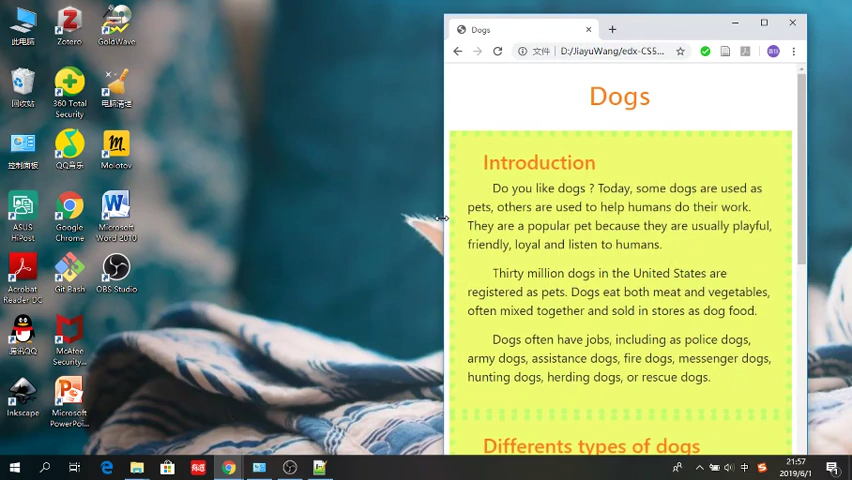 此电脑
Zotero
GoldWave
回收站
360 Total
Security
电脑清理
控制面板
QQ音乐
Molotov
ASUS
HiPost
Google
Chrome
Microsoft
Word 2010
Acrobat
Reader DC
Git Bash
OBS Studio
腾讯QQ
McAfee
Security...
Inkscape
Microsoft
PowerPoi...
Dogs
文件
D:/JiayuWang/edx-CS5...
Dogs
Introduction
Do you like dogs ? Today, some dogs are used as
pets, others are used to help humans do their work.
They are a popular pet because they are usually playful,
friendly, loyal and listen to humans.
Thirty million dogs in the United States are
registered as pets. Dogs eat both meat and vegetables,
often mixed together and sold in stores as dog food.
Dogs often have jobs, including as police dogs,
army dogs, assistance dogs, fire dogs, messenger dogs,
hunting dogs, herding dogs, or rescue dogs.
Differents types of dogs
中
21:57
2019/6/1